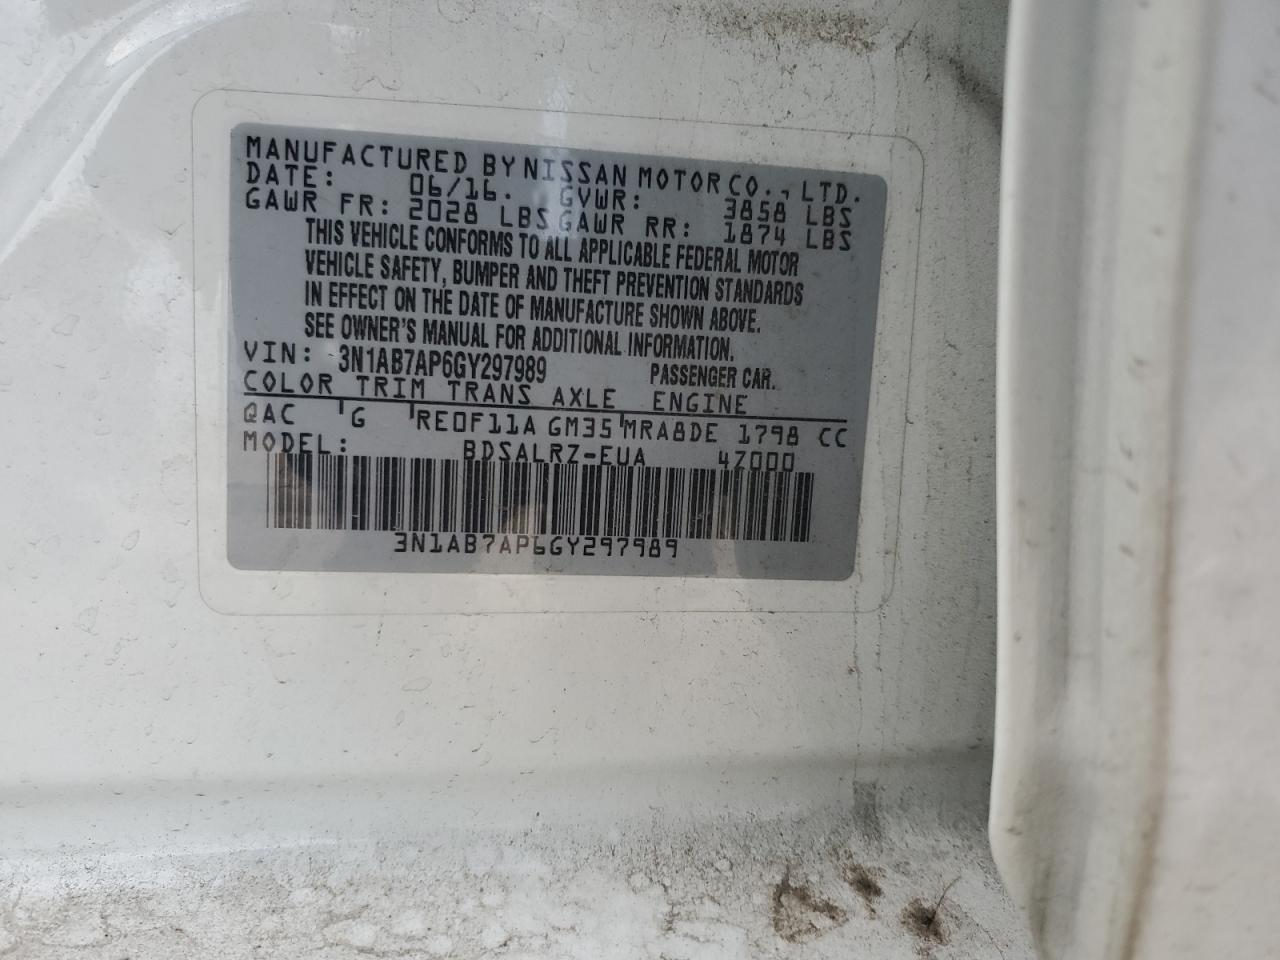 MANUFACTURED BY NISSAN MOTOR CO., LTD.
DATE: 06/16. GVWR: 3858 LBS
GAWR FR: 2028 LBS GAWR RR: 1874 LBS
THIS VEHICLE CONFORMS TO ALL APPLICABLE FEDERAL MOTOR
VEHICLE SAFETY, BUMPER AND THEFT PREVENTION STANDARDS
IN EFFECT ON THE DATE OF MANUFACTURE SHOWN ABOVE.
SEE OWNER'S MANUAL FOR ADDITIONAL INFORMATION.
VIN: 3N1AB7AP6GY297989 PASSENGER CAR.
COLOR TRIM TRANS AXLE ENGINE
QAC G RE0F11A GM35 MRA8DE 1798 CC
MODEL: BDSALRZ-EUA 47000
3N1AB7AP6GY297989